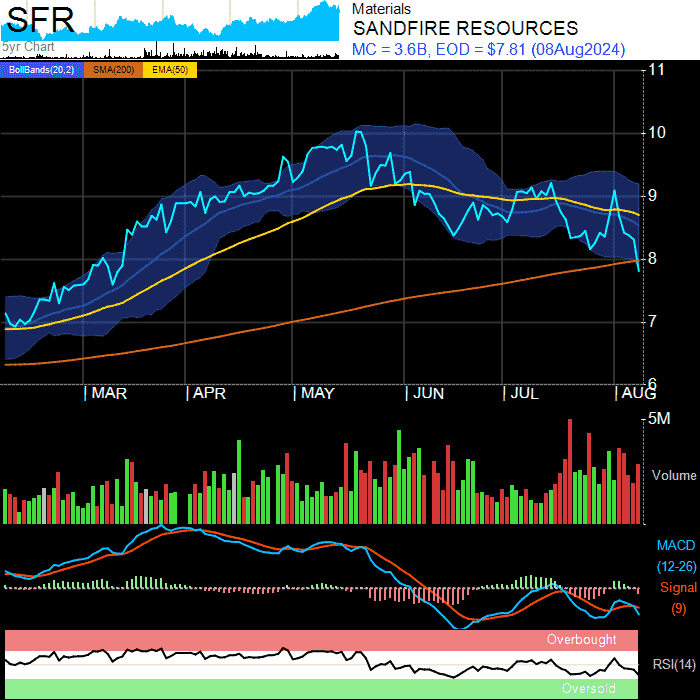 SFR
5yr Chart
Materials
SANDFIRE RESOURCES
MC = 3.6B, EOD = $7.81 (08Aug2024)
BollBands(20,2) SMA(200) EMA(50)
11
10
9
8
7
6
| MAR | APR | MAY | JUN | JUL | AUG
5M
Volume
MACD
(12-26)
Signal
(9)
Overbought
RSI(14)
Oversold